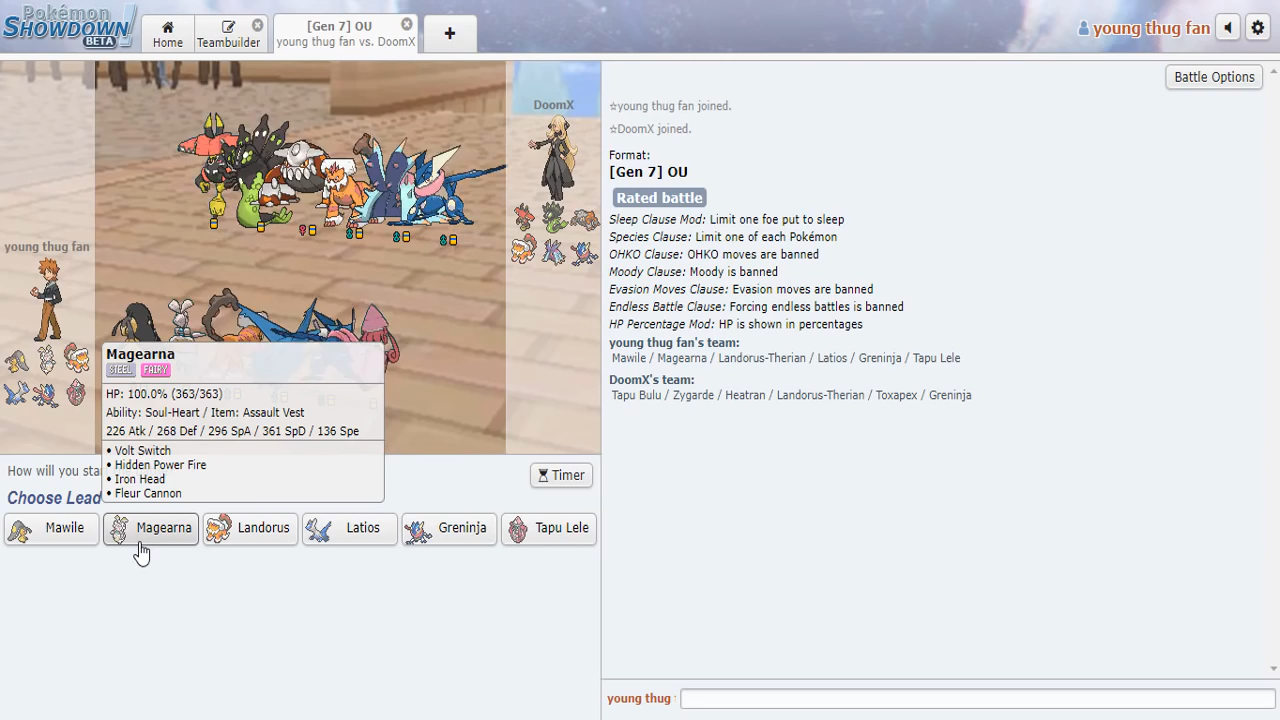 Pokémon
SHOWDOWN!
BETA
Home
Teambuilder
[Gen 7] OU
young thug fan vs. DoomX
+
young thug fan
DoomX
young thug fan
Magearna
STEEL FAIRY
HP: 100.0% (363/363)
Ability: Soul-Heart / Item: Assault Vest
226 Atk / 268 Def / 296 SpA / 361 SpD / 136 Spe
• Volt Switch
• Hidden Power Fire
• Iron Head
• Fleur Cannon
How will you sta
Timer
Choose Lead
Mawile
Magearna
Landorus
Latios
Greninja
Tapu Lele
Battle Options
☆young thug fan joined.
☆DoomX joined.
Format:
[Gen 7] OU
Rated battle
Sleep Clause Mod: Limit one foe put to sleep
Species Clause: Limit one of each Pokémon
OHKO Clause: OHKO moves are banned
Moody Clause: Moody is banned
Evasion Moves Clause: Evasion moves are banned
Endless Battle Clause: Forcing endless battles is banned
HP Percentage Mod: HP is shown in percentages
young thug fan's team:
Mawile / Magearna / Landorus-Therian / Latios / Greninja / Tapu Lele
DoomX's team:
Tapu Bulu / Zygarde / Heatran / Landorus-Therian / Toxapex / Greninja
young thug